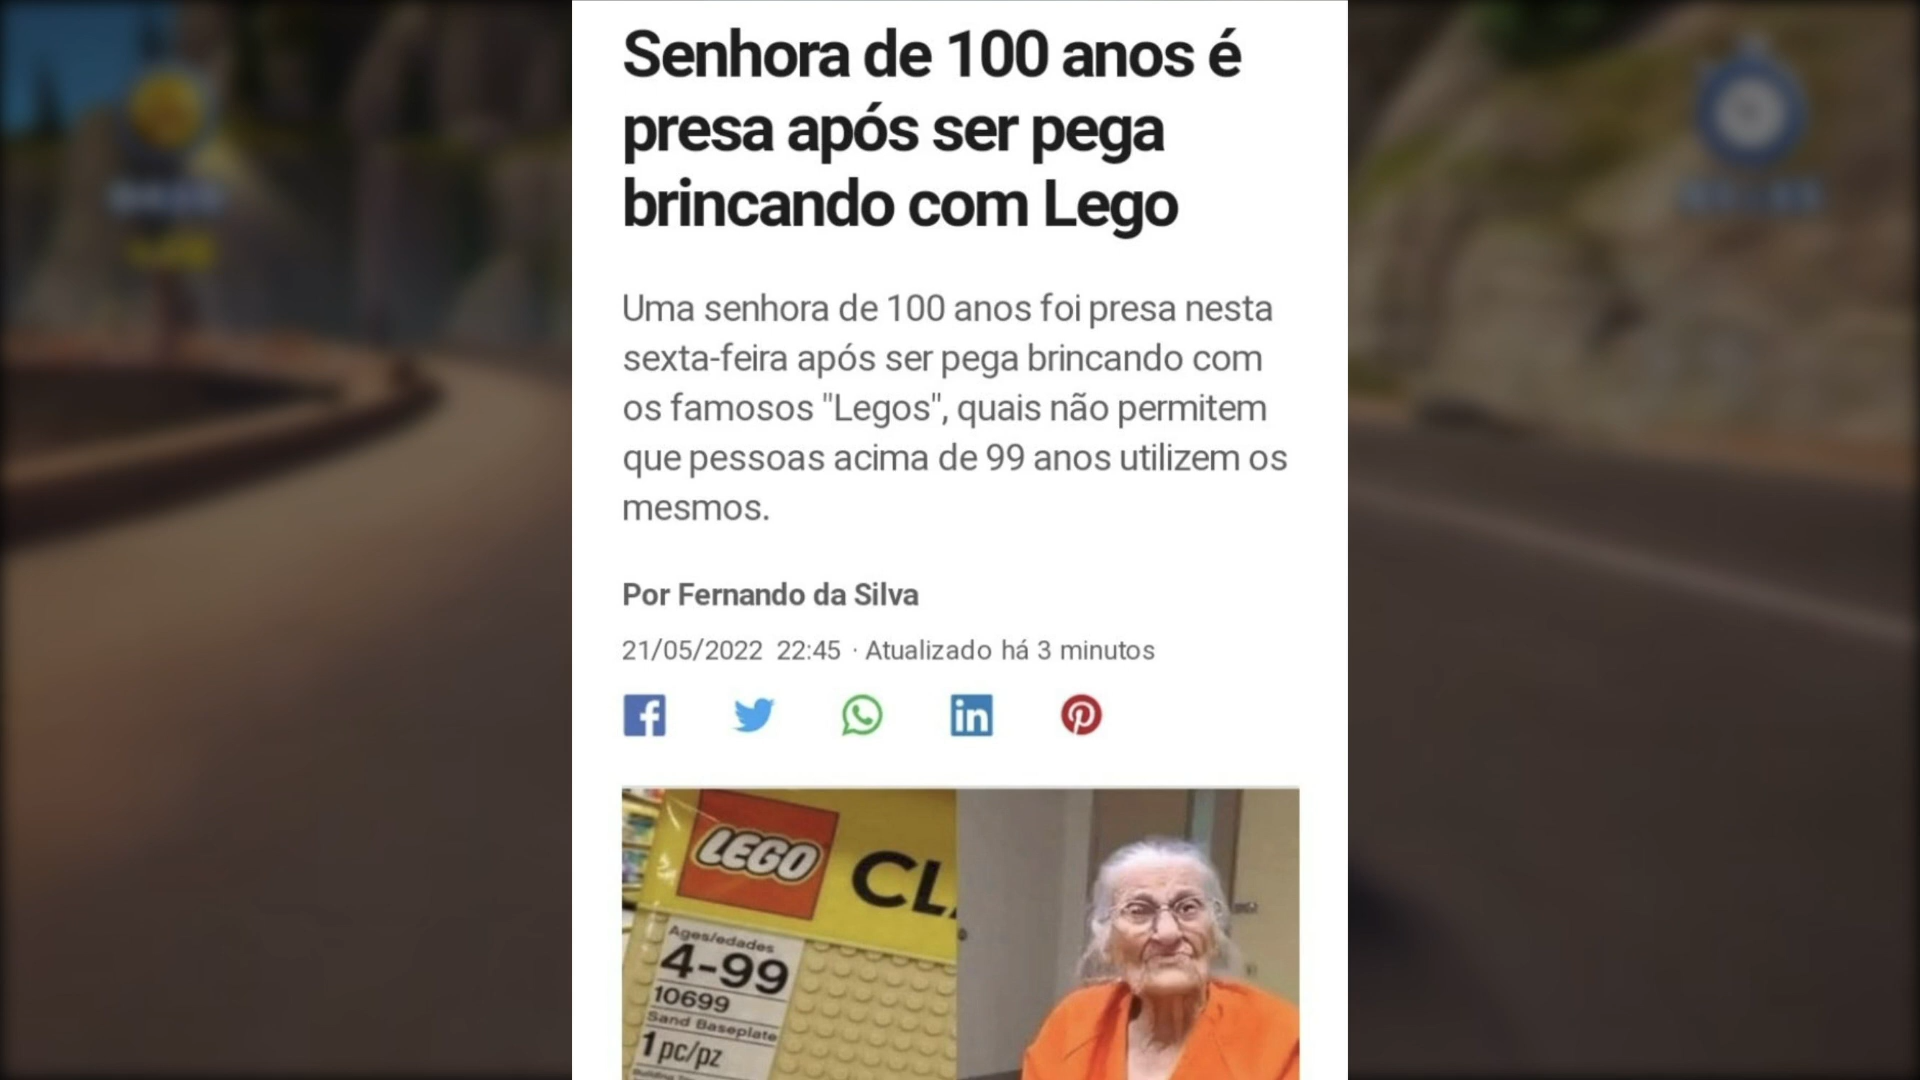 Senhora de 100 anos é
presa após ser pega
brincando com Lego
Uma senhora de 100 anos foi presa nesta
sexta-feira após ser pega brincando com
os famosos "Legos", quais não permitem
que pessoas acima de 99 anos utilizem os
mesmos.
Por Fernando da Silva
21/05/2022 22:45 · Atualizado há 3 minutos
LEGO
CL
Ages/edades
4-99
10699
Sand Baseplate
1 pc/pz